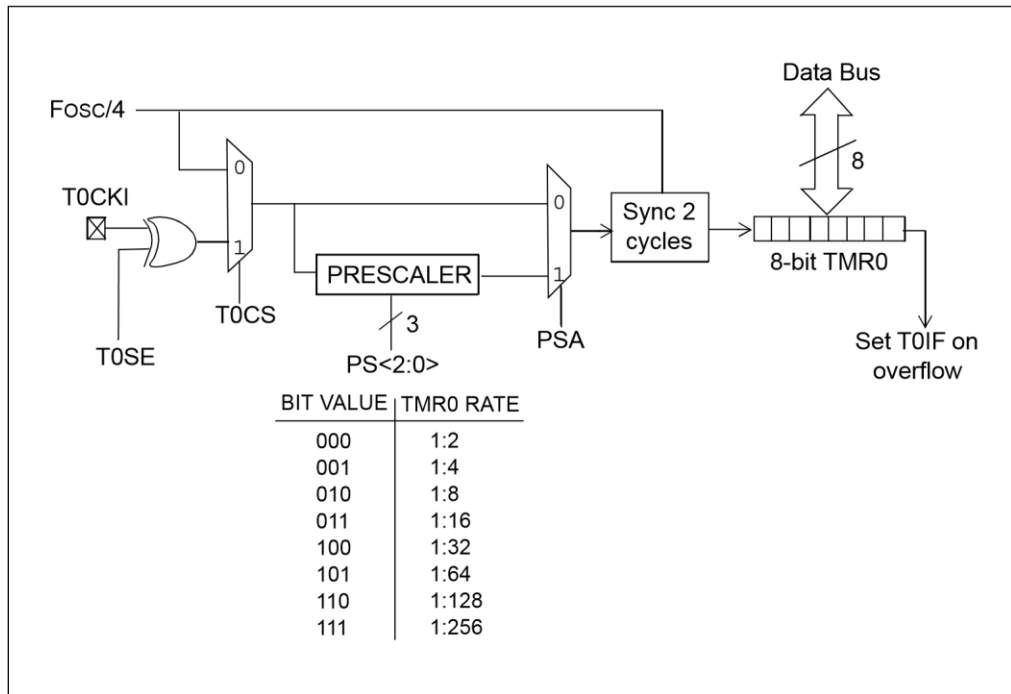 Data Bus
8
Fosc/4
0
T0CKI
1
T0CS
T0SE
PRESCALER
3
PS<2:0>
0
1
PSA
Sync 2
cycles
8-bit TMR0
Set T0IF on
overflow
BIT VALUE TMR0 RATE
000 1:2
001 1:4
010 1:8
011 1:16
100 1:32
101 1:64
110 1:128
111 1:256